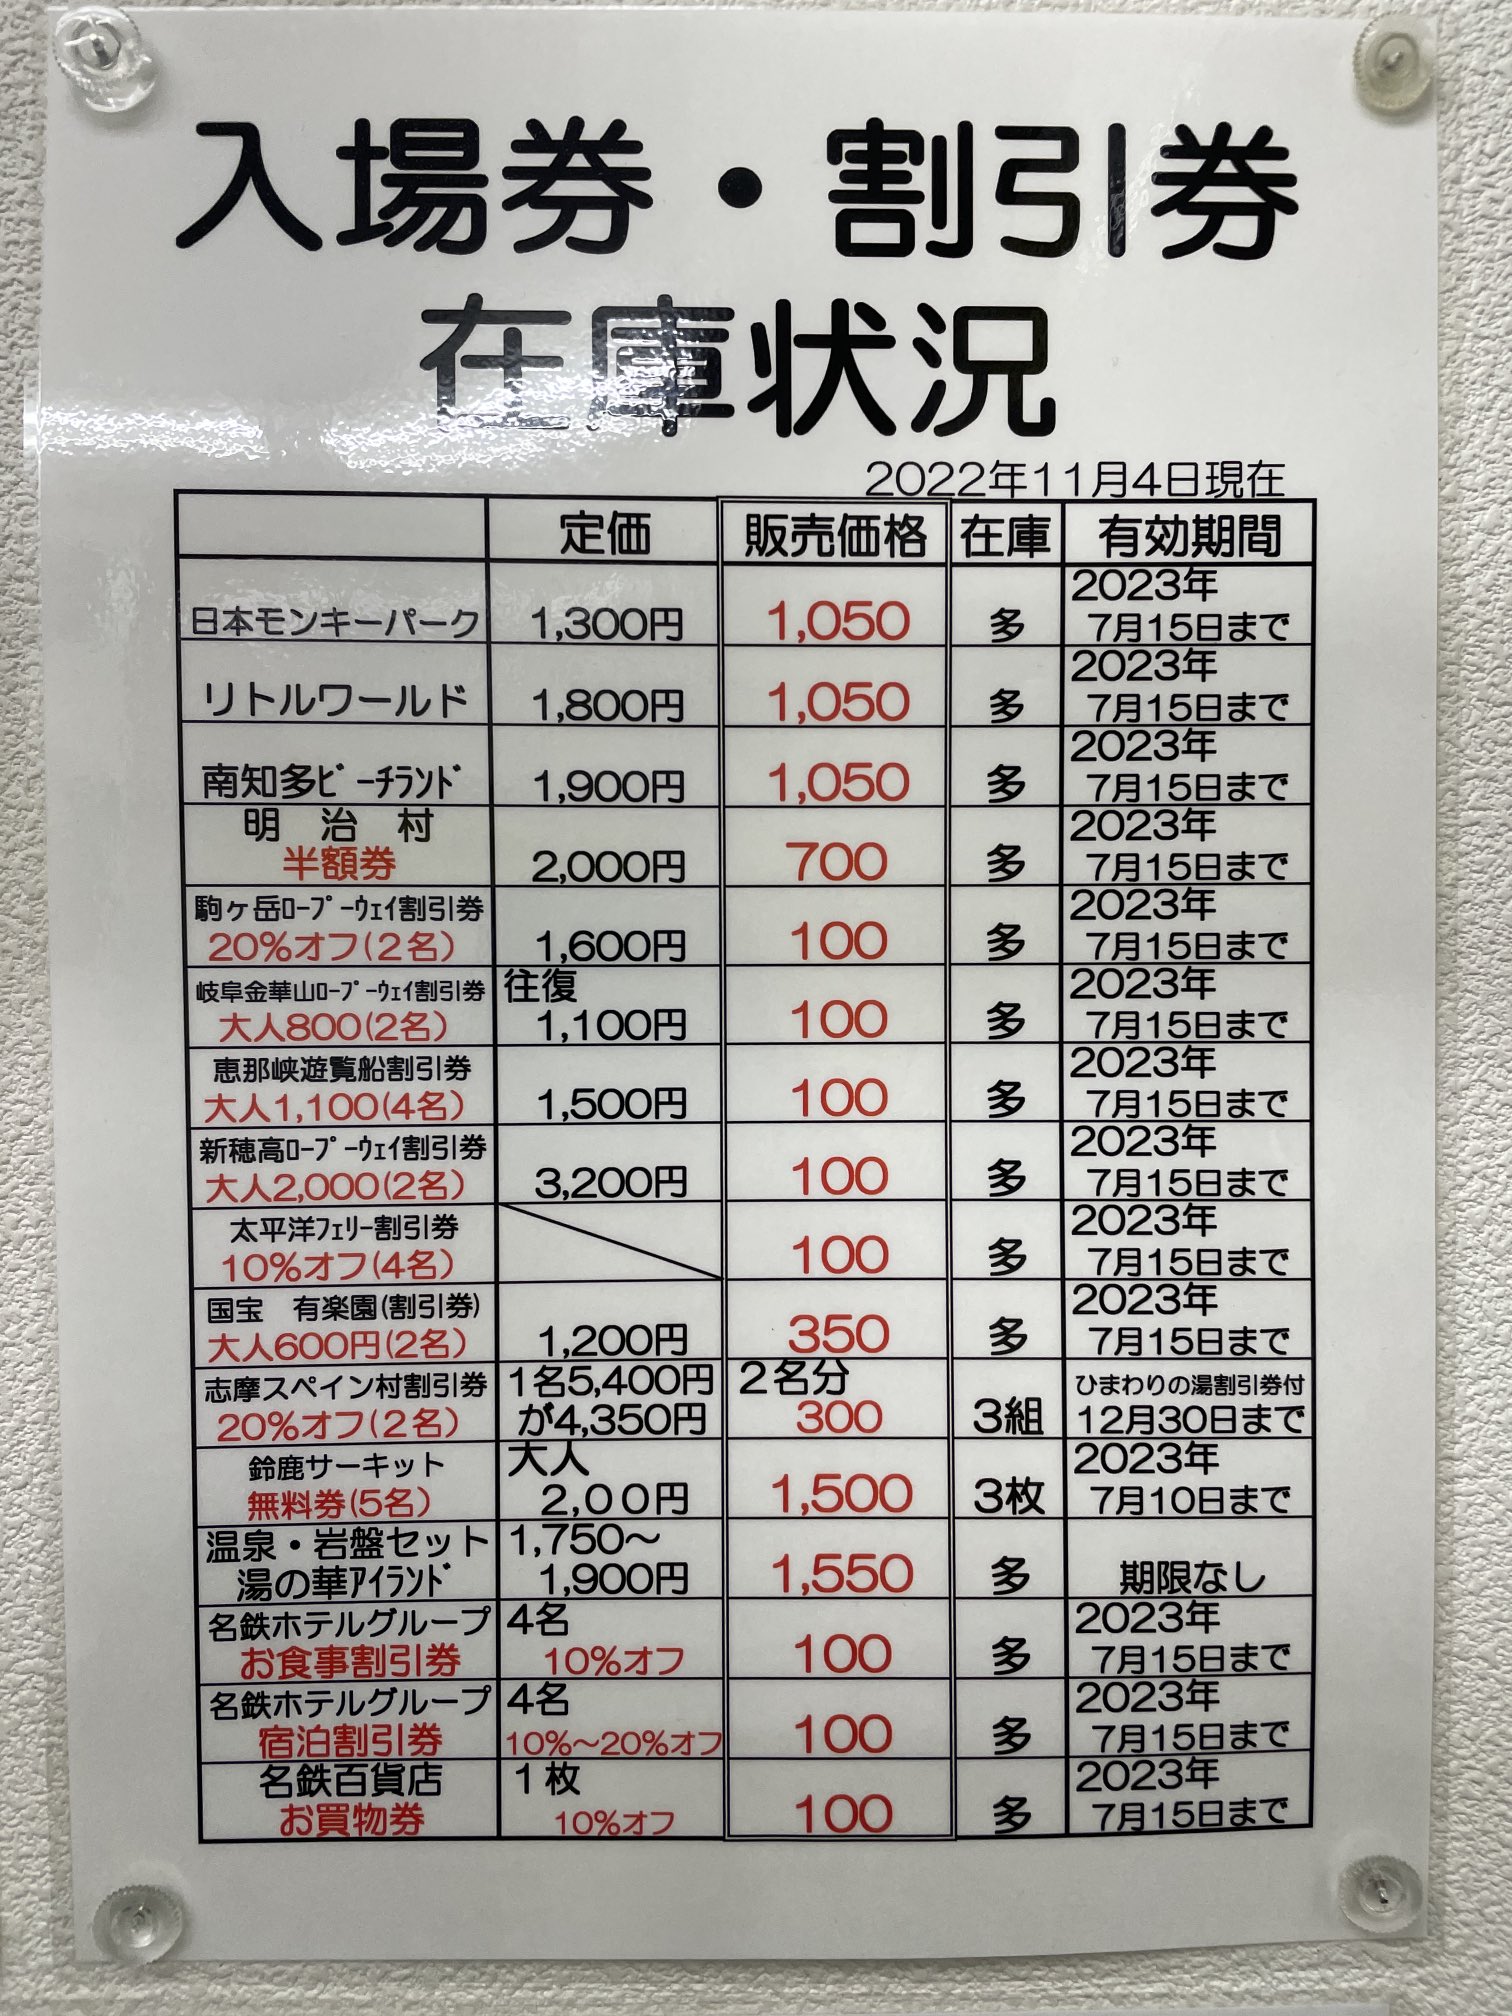 入場券・割引券
在庫状況
2022年11月4日現在
定価 販売価格 在庫 有効期間
日本モンキーパーク 1,300円 1,050 多 2023年 7月15日まで
リトルワールド 1,800円 1,050 多 2023年 7月15日まで
南知多ﾋﾞｰﾁﾗﾝﾄﾞ 1,900円 1,050 多 2023年 7月15日まで
明 治 村
半額券 2,000円 700 多 2023年 7月15日まで
駒ヶ岳ﾛｰﾌﾟｰｳｪｲ割引券
20%オフ(2名) 1,600円 100 多 2023年 7月15日まで
岐阜金華山ﾛｰﾌﾟｰｳｪｲ割引券 往復
大人800(2名) 1,100円 100 多 2023年 7月15日まで
恵那峡遊覧船割引券
大人1,100(4名) 1,500円 100 多 2023年 7月15日まで
新穂高ﾛｰﾌﾟｰｳｪｲ割引券
大人2,000(2名) 3,200円 100 多 2023年 7月15日まで
太平洋ﾌｪﾘｰ割引券
10%オフ(4名) 100 多 2023年 7月15日まで
国宝 有楽園(割引券)
大人600円(2名) 1,200円 350 多 2023年 7月15日まで
志摩スペイン村割引券 1名5,400円 2名分 ひまわりの湯割引券付
20%オフ(2名) が4,350円 300 3組 12月30日まで
鈴鹿サーキット 大人 2023年
無料券(5名) 2,00０円 1,500 3枚 7月10日まで
温泉・岩盤セット 1,750〜
湯の華ｱｲﾗﾝﾄﾞ 1,900円 1,550 多 期限なし
名鉄ホテルグループ 4名 2023年
お食事割引券 10%オフ 100 多 7月15日まで
名鉄ホテルグループ 4名 2023年
宿泊割引券 10%〜20%オフ 100 多 7月15日まで
名鉄百貨店 1枚 2023年
お買物券 10%オフ 100 多 7月15日まで